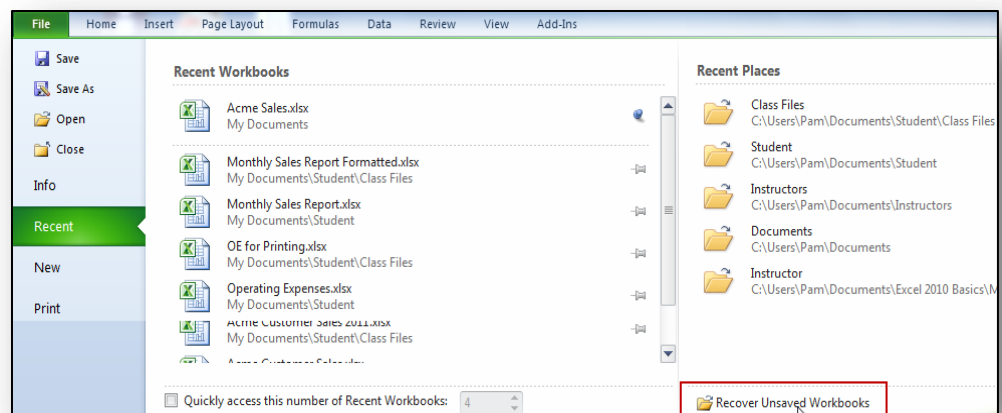 File Home Insert Page Layout Formulas Data Review View Add-Ins
Save
Save As
Open
Close
Info
Recent
New
Print
Recent Workbooks
Acme Sales.xlsx
My Documents
Monthly Sales Report Formatted.xlsx
My Documents\Student\Class Files
Monthly Sales Report.xlsx
My Documents\Student
OE for Printing.xlsx
My Documents\Student\Class Files
Operating Expenses.xlsx
My Documents\Student
Acme Customer Sales 2011.xlsx
My Documents\Student\Class Files
Acme Customer Sales.xlsx
Quickly access this number of Recent Workbooks: 4
Recent Places
Class Files
C:\Users\Pam\Documents\Student\Class Files
Student
C:\Users\Pam\Documents\Student
Instructors
C:\Users\Pam\Documents\Instructors
Documents
C:\Users\Pam\Documents
Instructor
C:\Users\Pam\Documents\Excel 2010 Basics\M
Recover Unsaved Workbooks